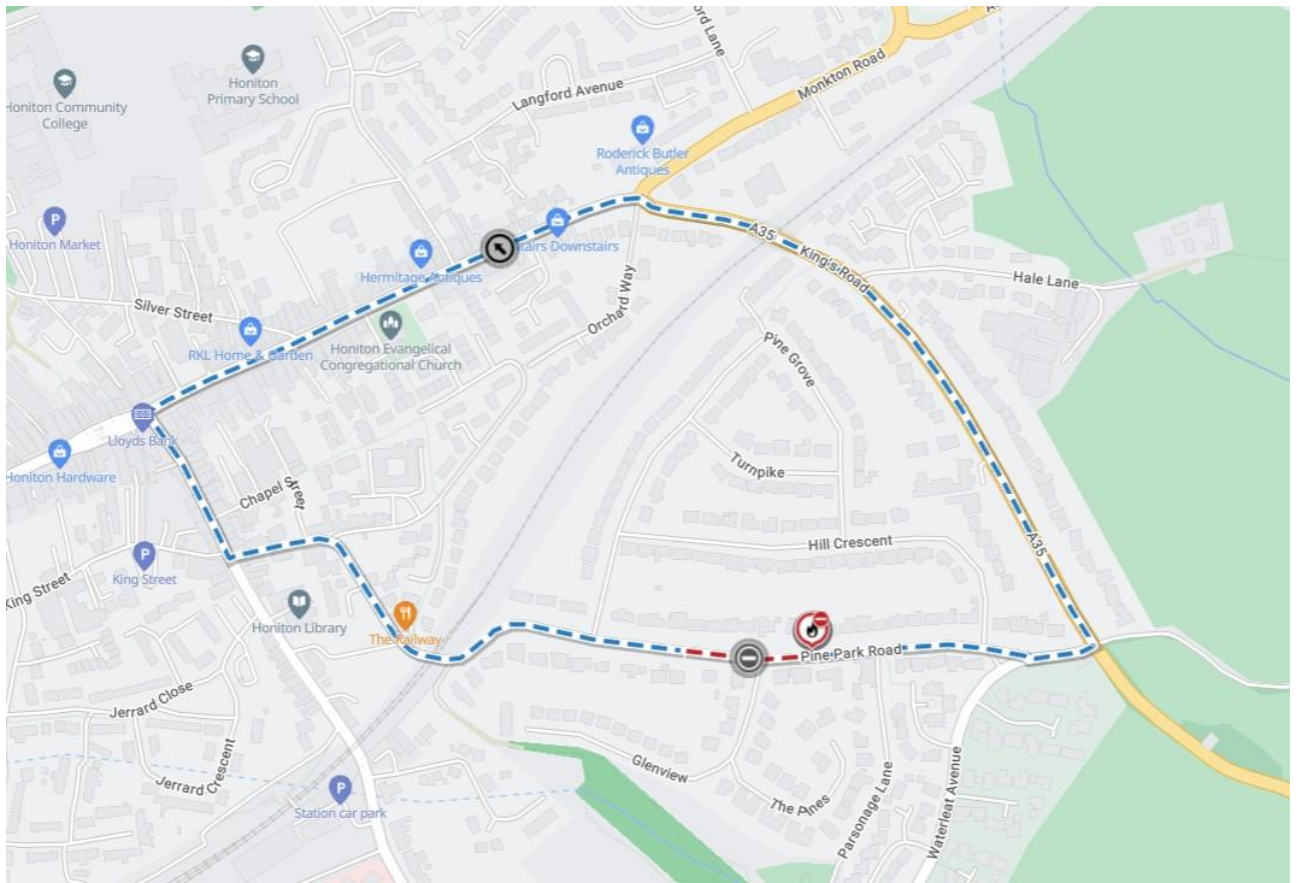 ord Lane
Honiton
Primary School
Honiton Community
College
Langford Avenue
Monkton Road
Roderick Butler
Antiques
Honiton Market
tairs Downstairs
Hermitage Antiques
A35
King's Road
Hale Lane
Silver Street
Orchard Way
RKL Home & Garden
Honiton Evangelical
Congregational Church
Pine Grove
Lloyds Bank
Honiton Hardware
Turnpike
Chapel Street
Hill Crescent
A35
King Street
King Street
Honiton Library
The Railway
Pine Park Road
Jerrard Close
Glenview
Jerrard Crescent
Station car park
The Pines
Parsonage Lane
Waterleat Avenue